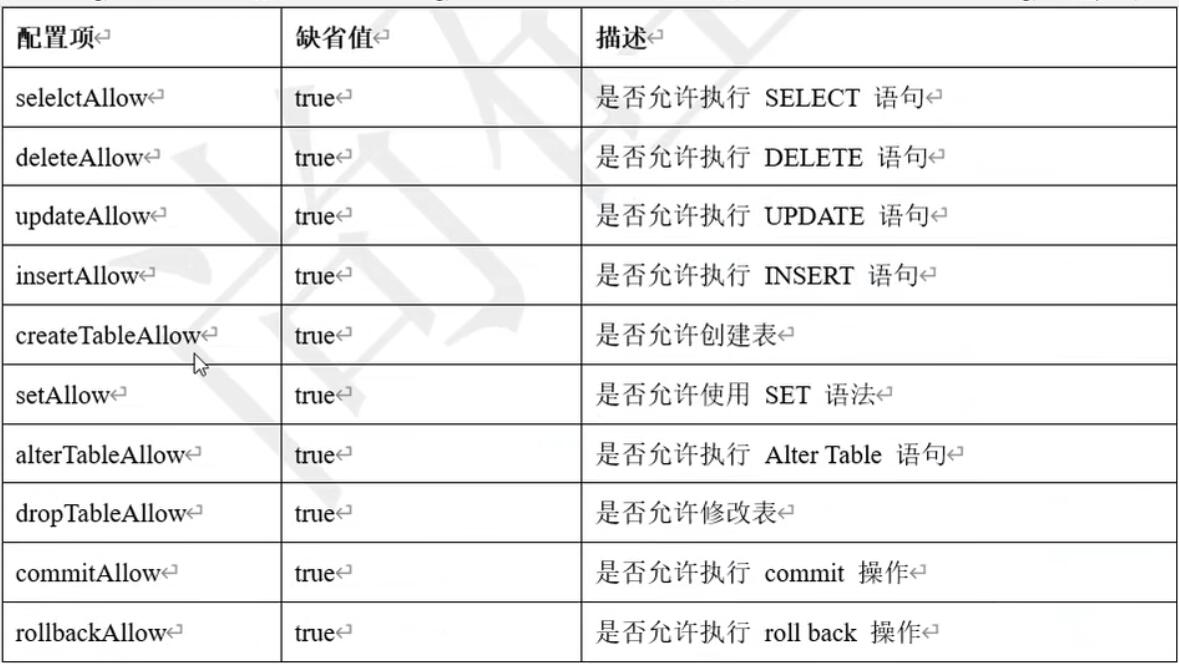 配置项 缺省值 描述
selelctAllow true 是否允许执行 SELECT 语句
deleteAllow true 是否允许执行 DELETE 语句
updateAllow true 是否允许执行 UPDATE 语句
insertAllow true 是否允许执行 INSERT 语句
createTableAllow true 是否允许创建表
setAllow true 是否允许使用 SET 语法
alterTableAllow true 是否允许执行 Alter Table 语句
dropTableAllow true 是否允许修改表
commitAllow true 是否允许执行 commit 操作
rollbackAllow true 是否允许执行 roll back 操作